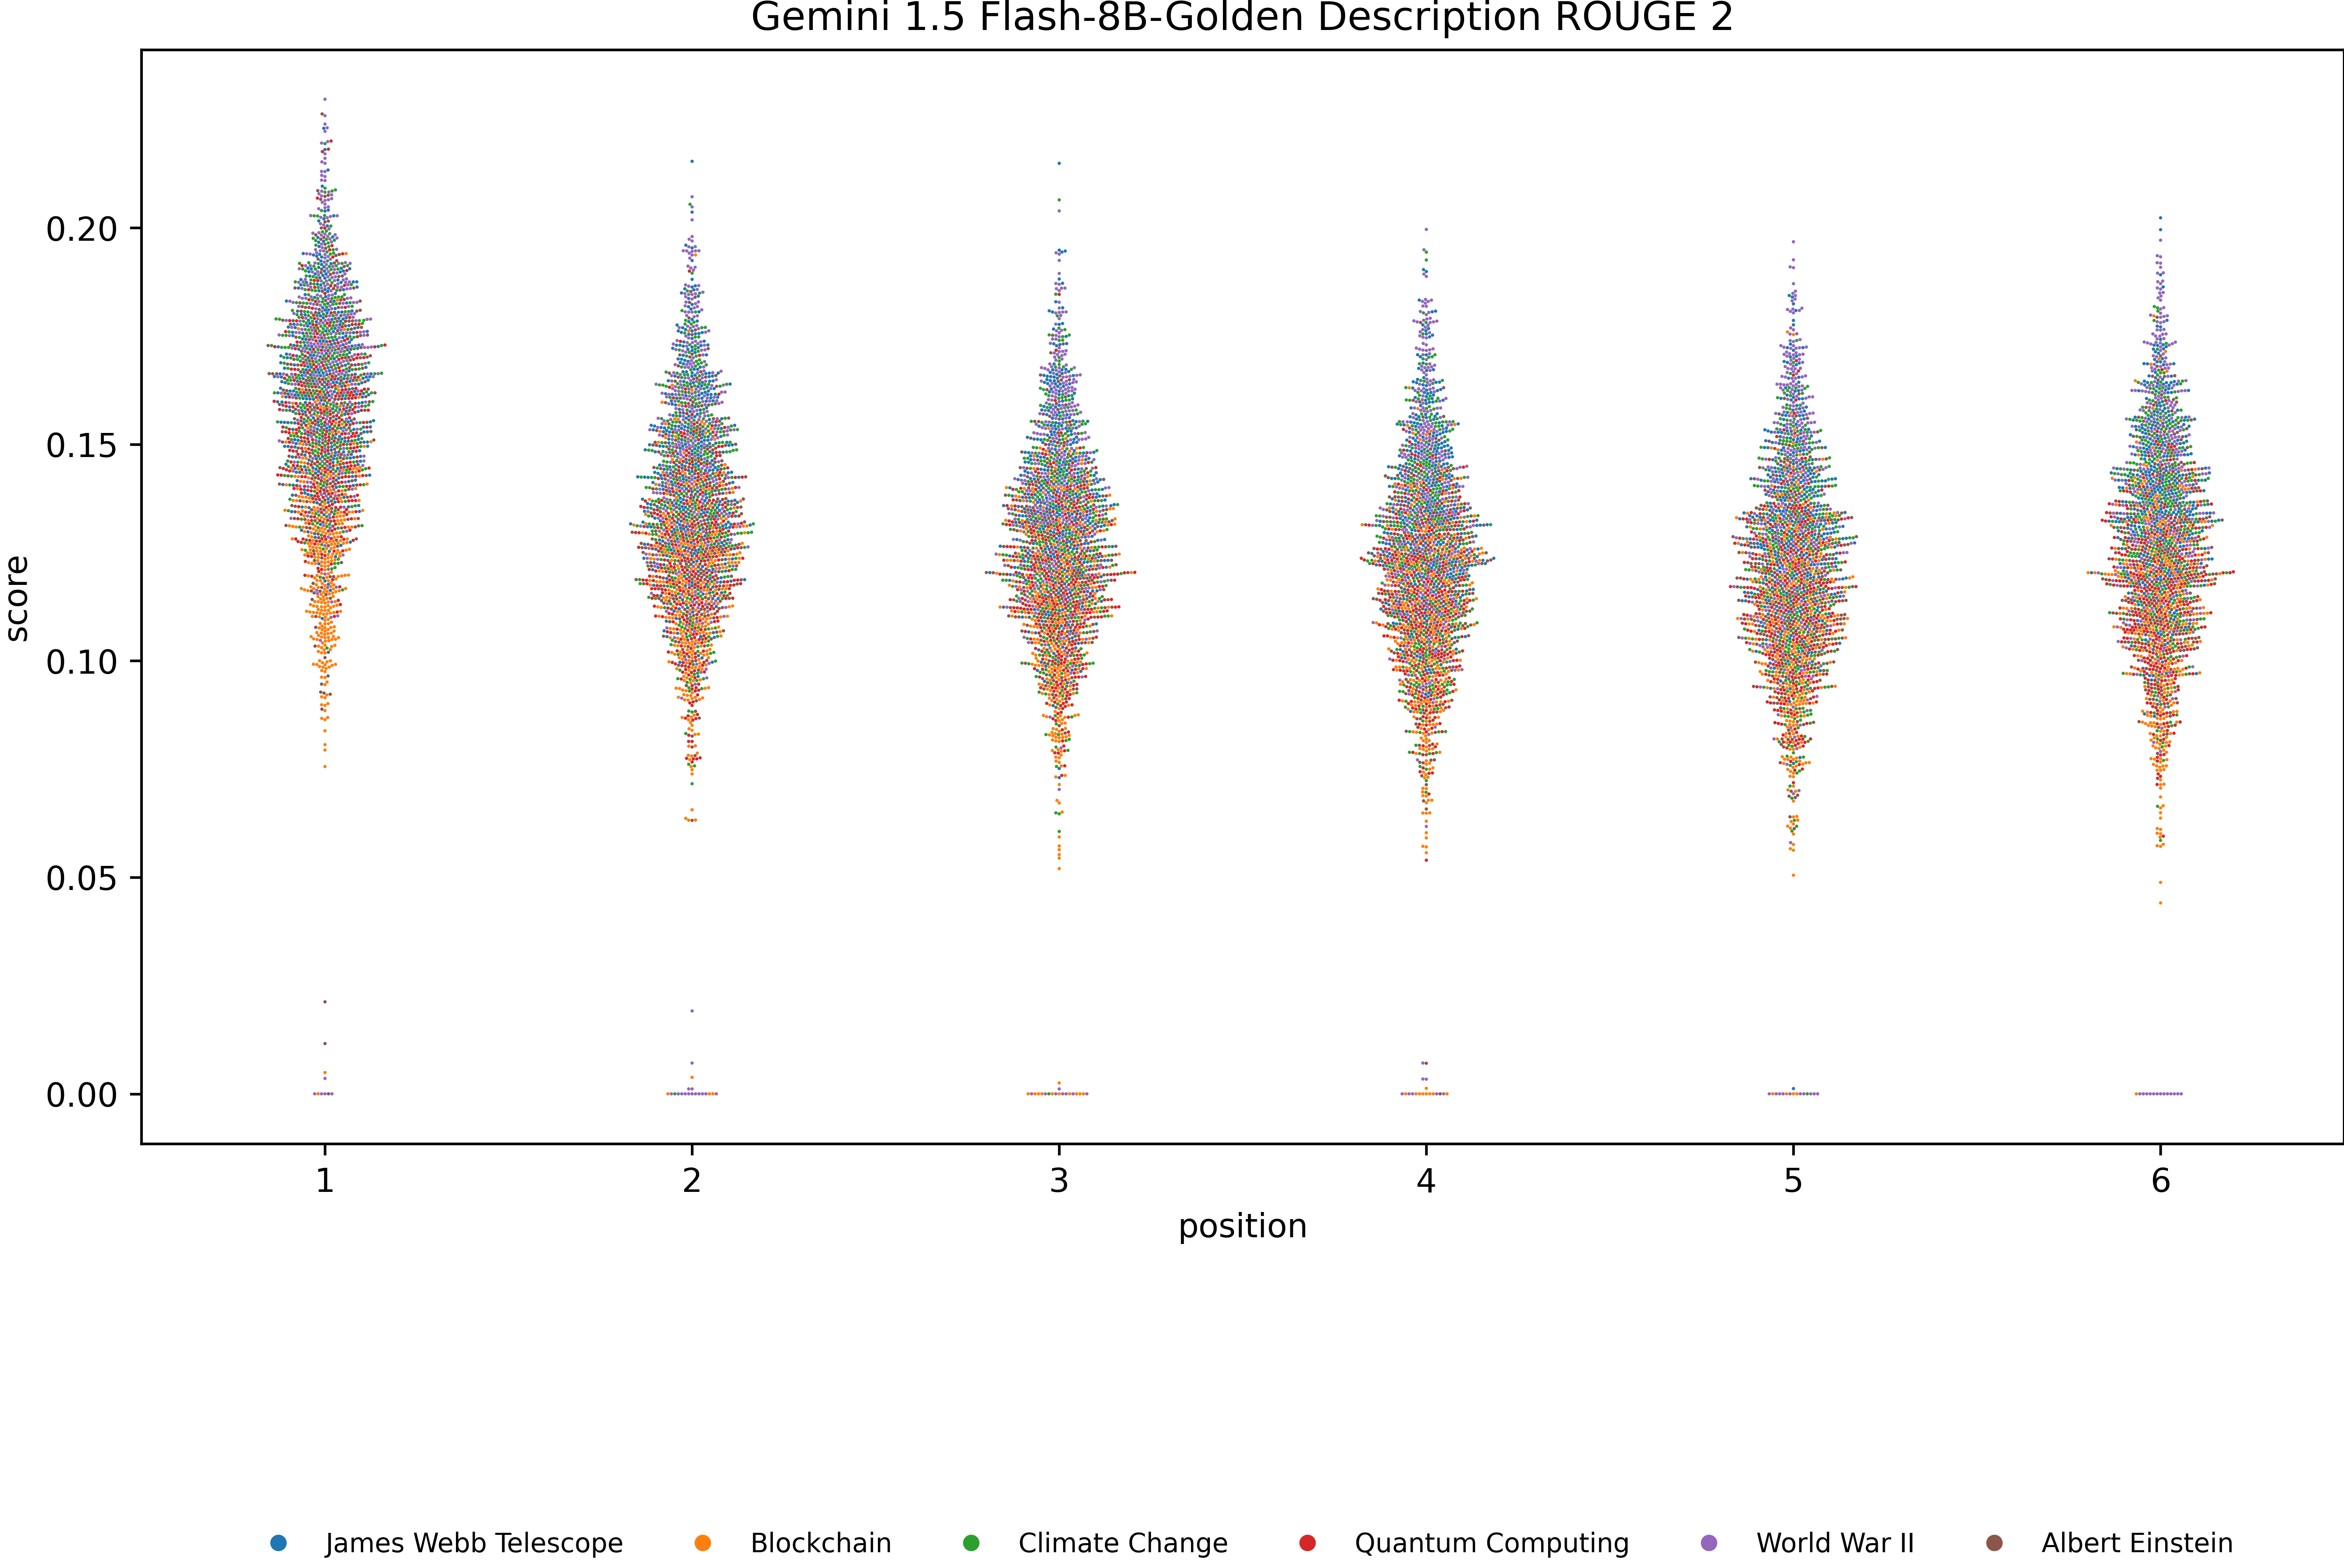 Gemini 1.5 Flash-8B-Golden Description ROUGE 2
score
0.20
0.15
0.10
0.05
0.00
1 2 3 4 5 6
position
James Webb Telescope Blockchain Climate Change Quantum Computing World War II Albert Einstein